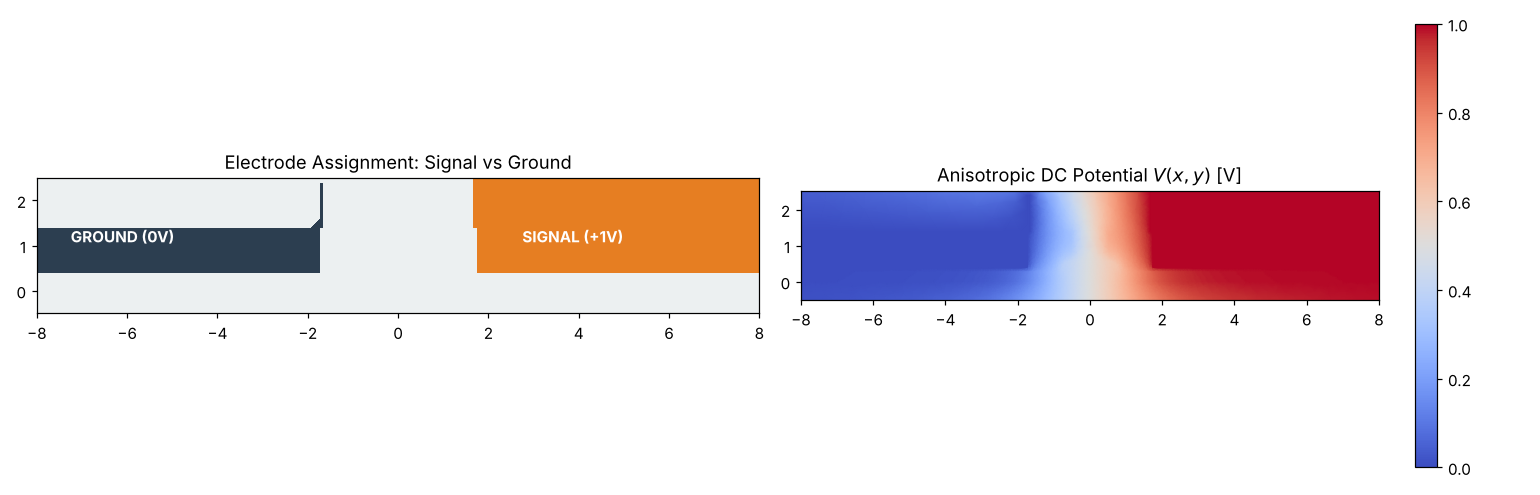 Electrode Assignment: Signal vs Ground
2
1
0
GROUND (0V)
SIGNAL (+1V)
−8 −6 −4 −2 0 2 4 6 8
Anisotropic DC Potential V(x, y) [V]
2
1
0
−8 −6 −4 −2 0 2 4 6 8
1.0
0.8
0.6
0.4
0.2
0.0